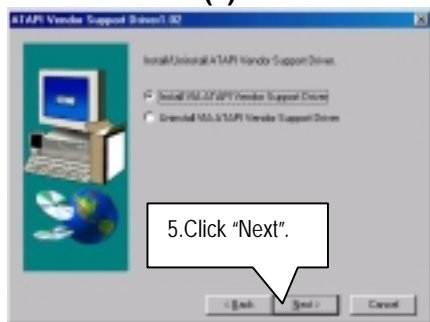 ATAPI Vendor Support Driver1.02
Install/Uninstall ATAPI Vendor Support Driver.
Install VIA ATAPI Vendor Support Driver
Uninstall VIA ATAPI Vendor Support Driver
5.Click “Next”.
< Back
Next >
Cancel